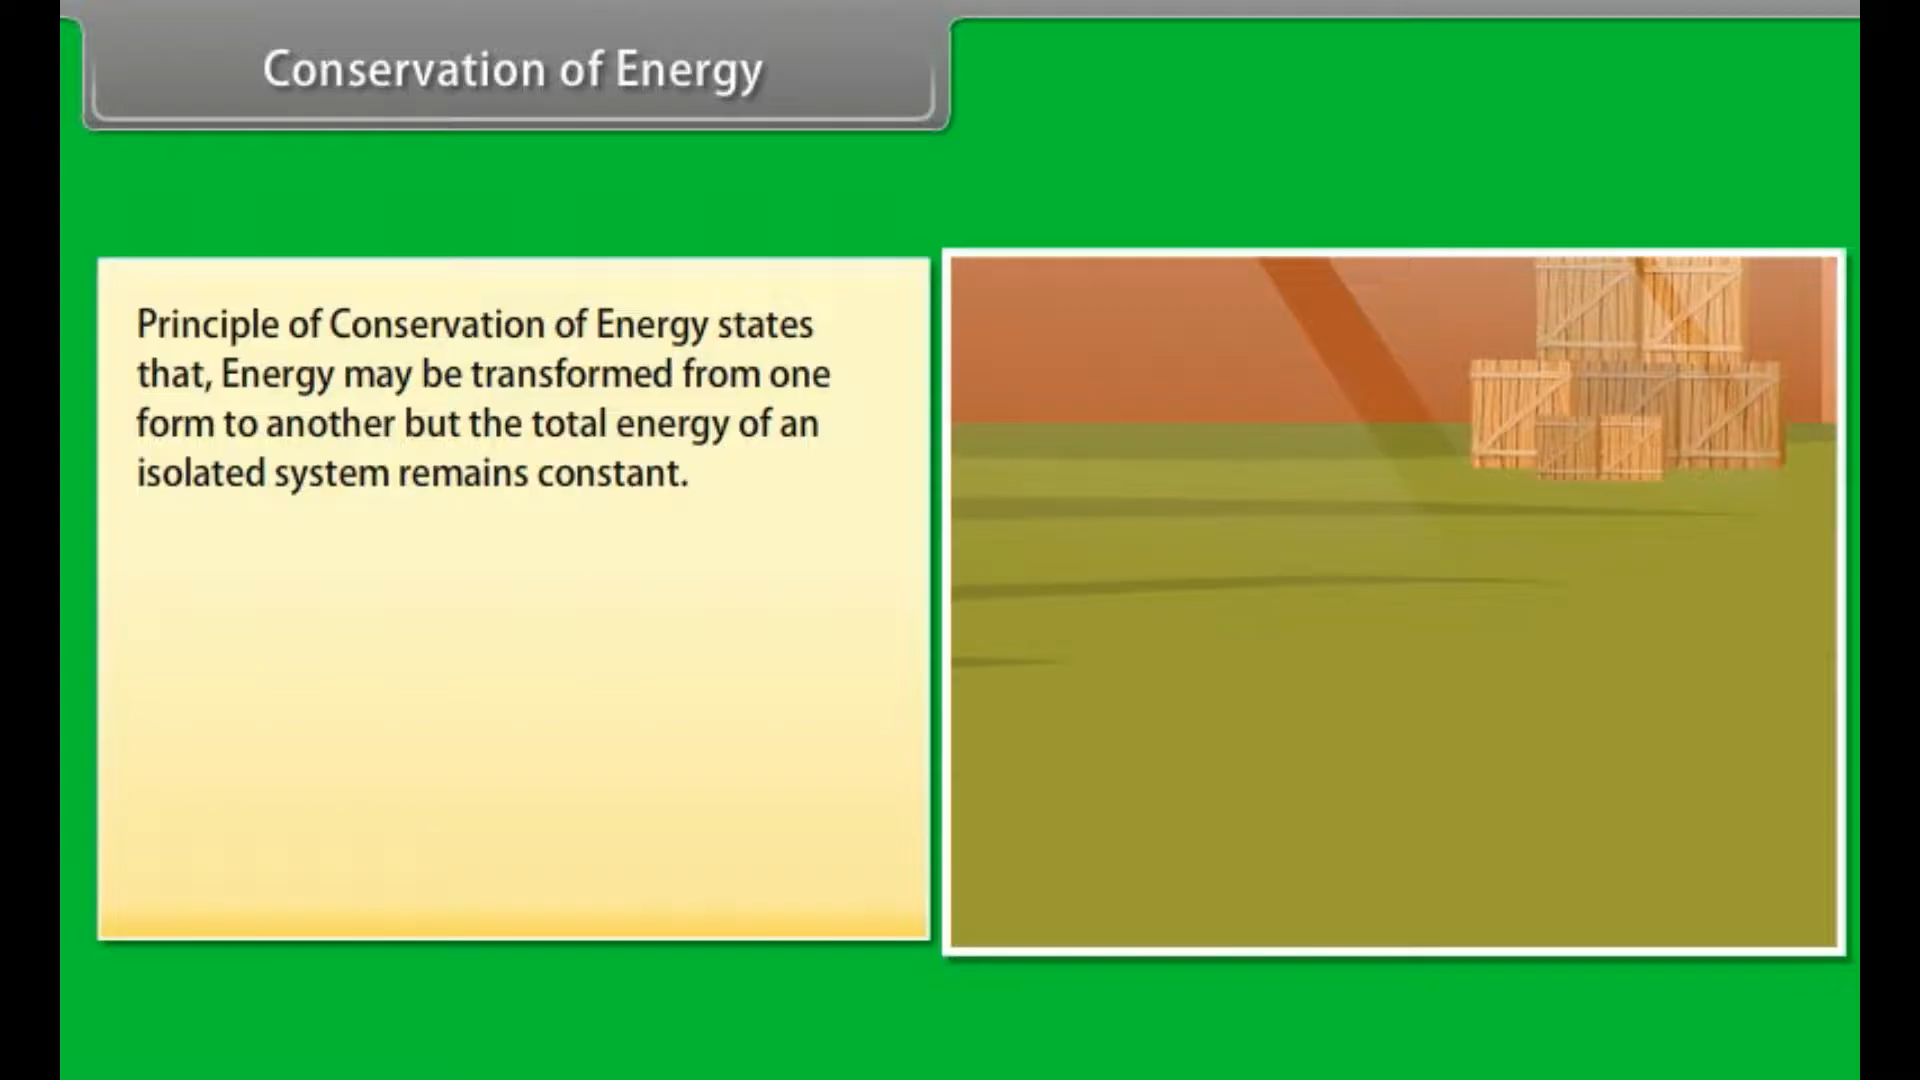 Conservation of Energy
Principle of Conservation of Energy states
that, Energy may be transformed from one
form to another but the total energy of an
isolated system remains constant.